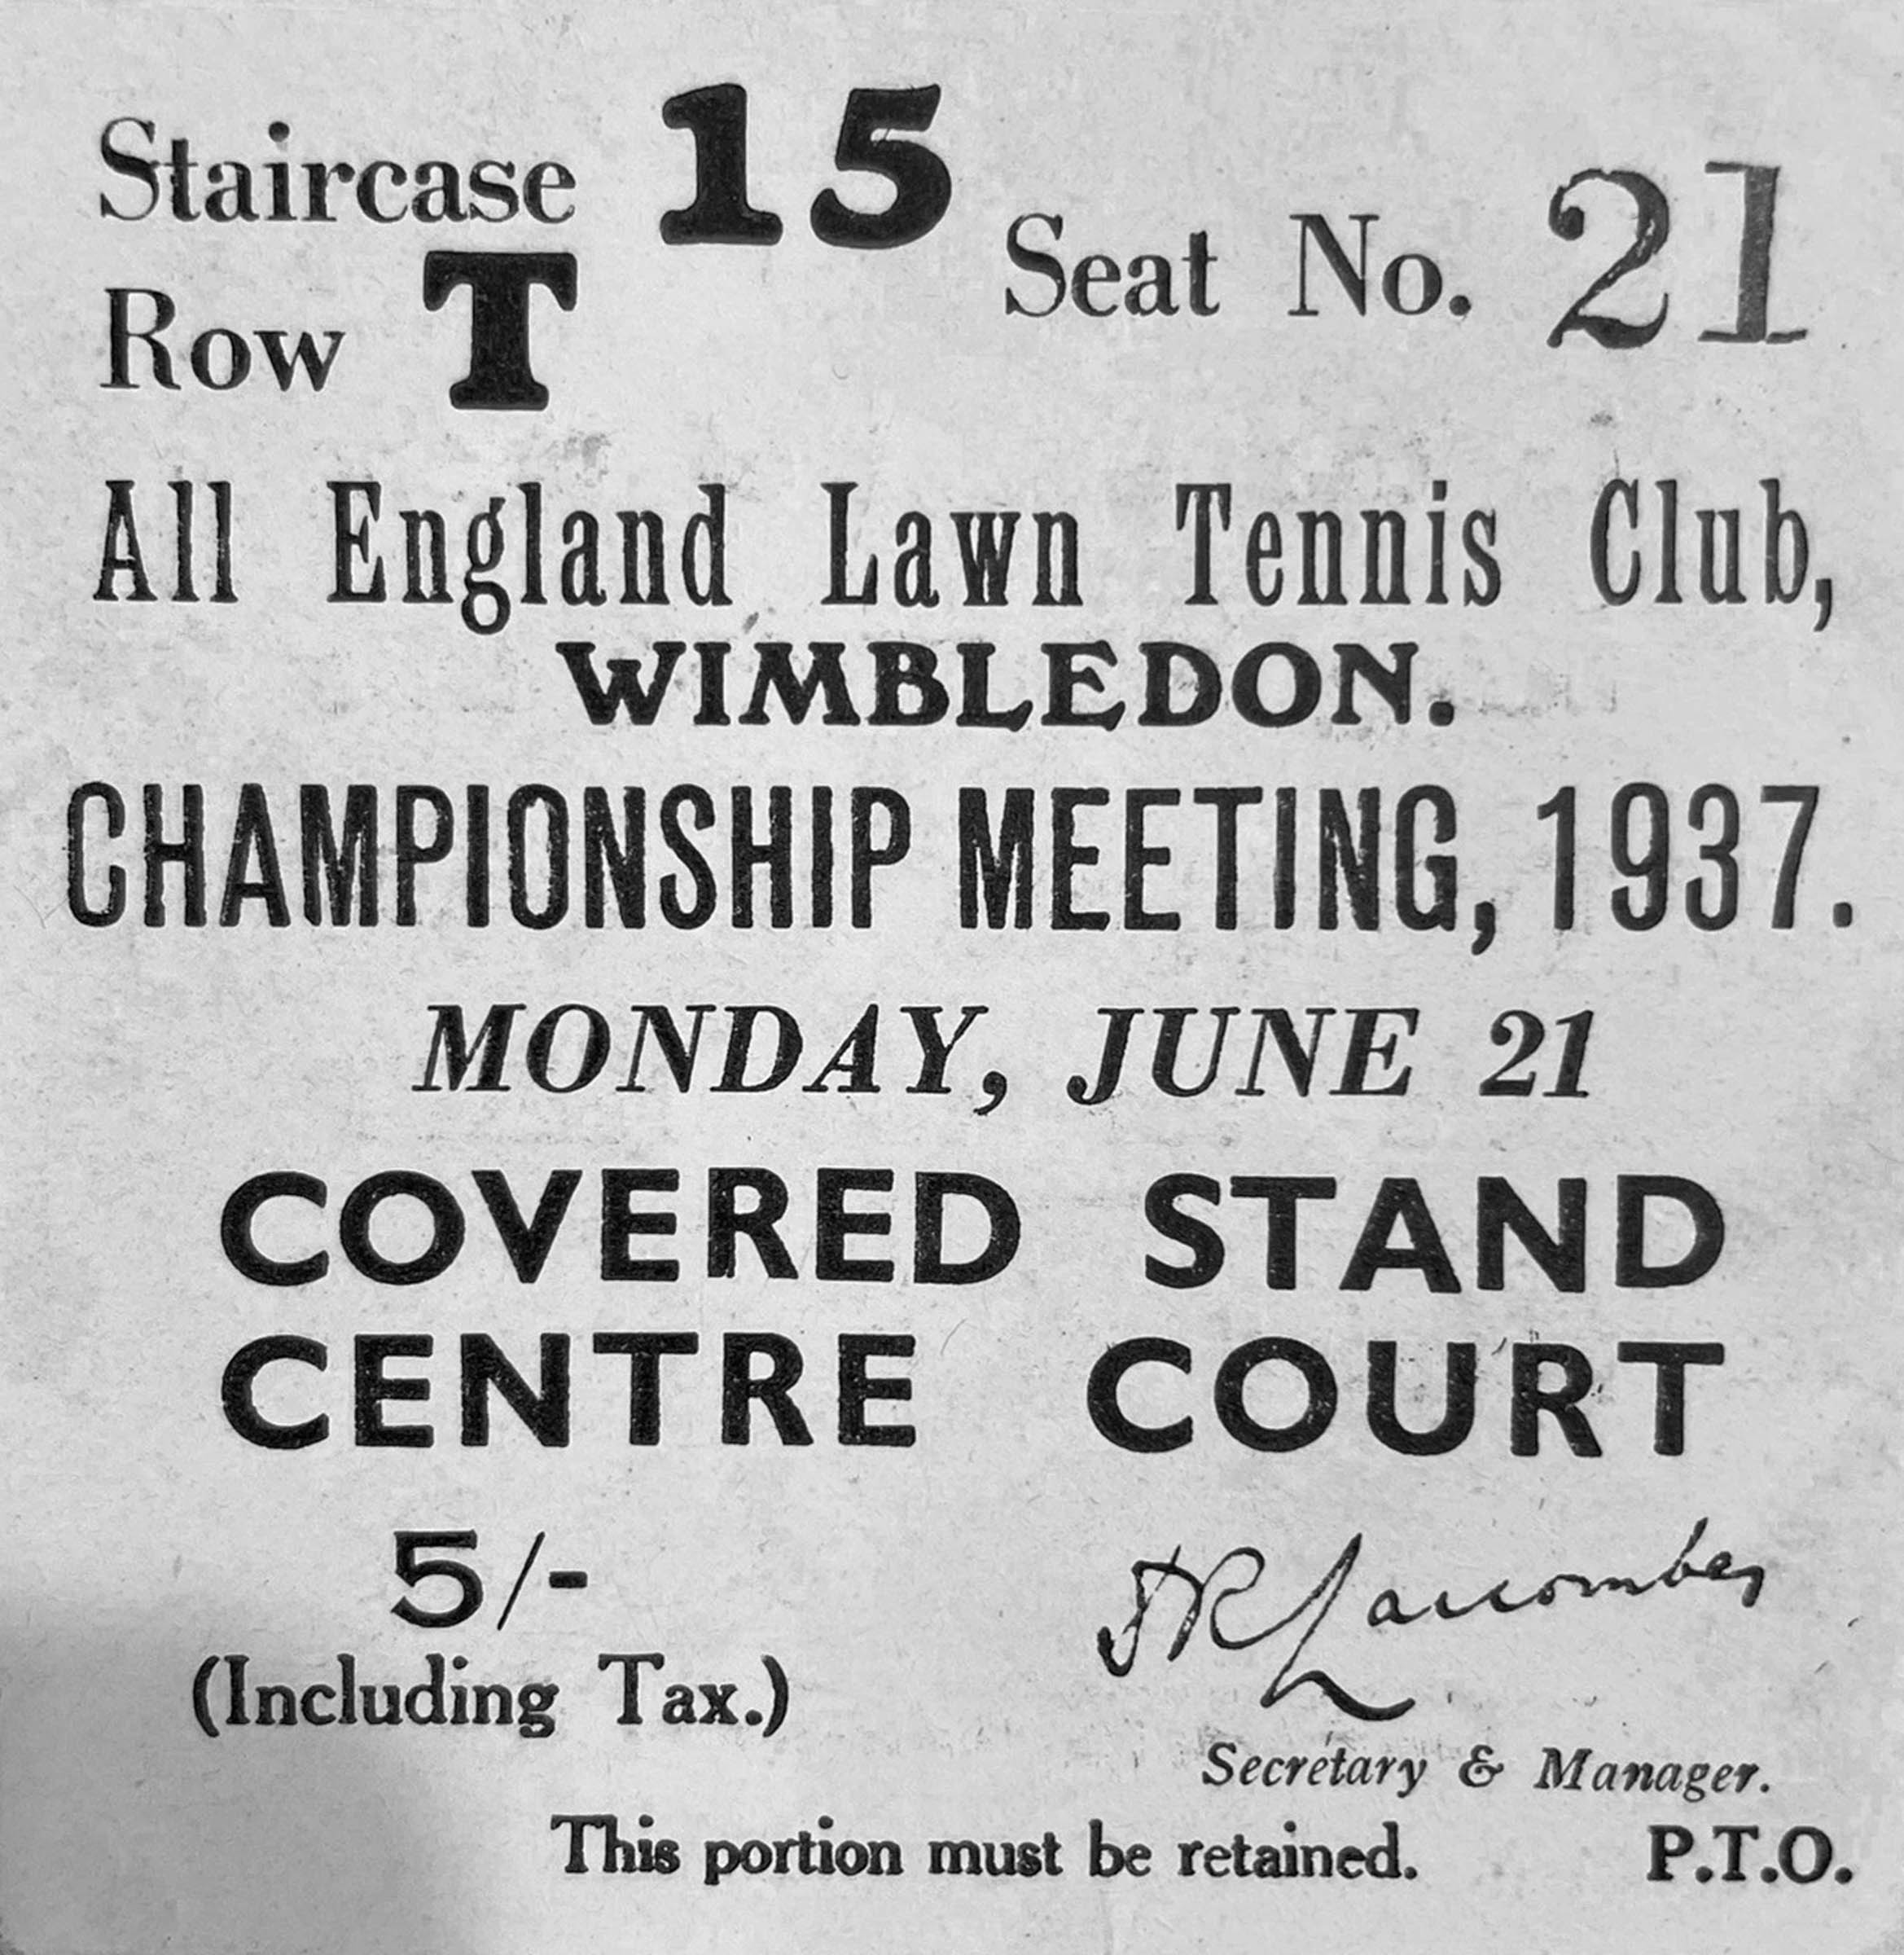 Staircase 15
Row T Seat No. 21
All England Lawn Tennis Club,
WIMBLEDON.
CHAMPIONSHIP MEETING, 1937.
MONDAY, JUNE 21
COVERED STAND
CENTRE COURT
5/-
(Including Tax.)
Secretary & Manager.
This portion must be retained. P.T.O.